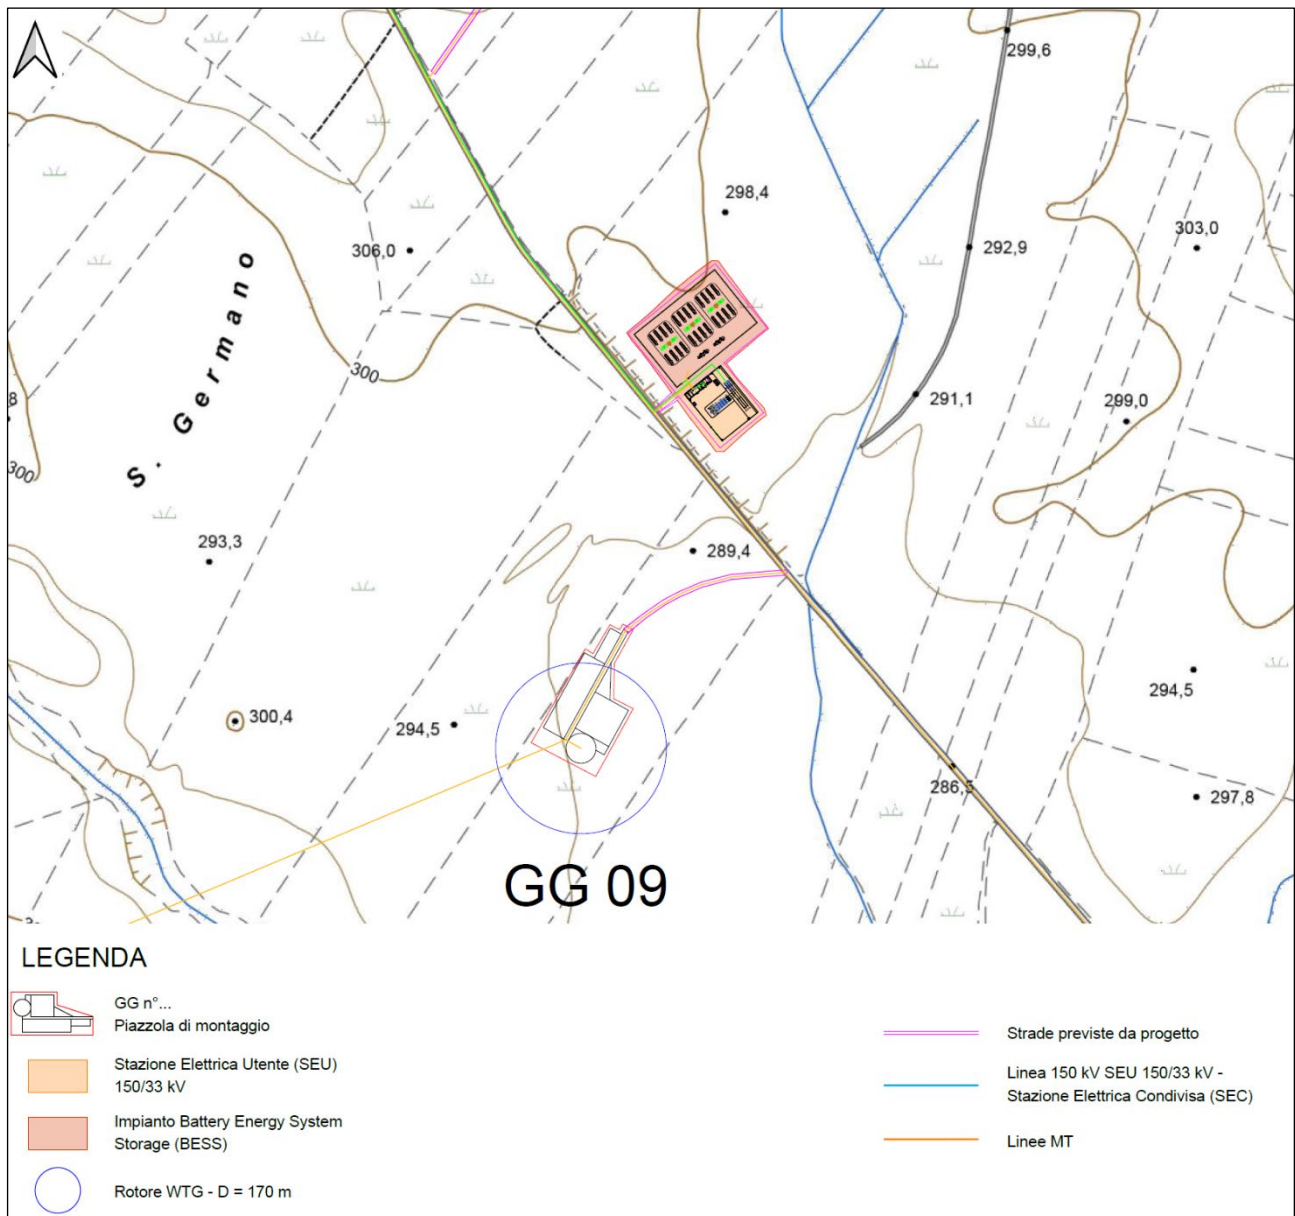 299,6
298,4
306,0
292,9
303,0
S. Germano
300
8
291,1
299,0
300
293,3
289,4
294,5
300,4
294,5
286,5
297,8
GG 09
LEGENDA
GG n°...
Piazzola di montaggio
Stazione Elettrica Utente (SEU)
150/33 kV
Impianto Battery Energy System
Storage (BESS)
Rotore WTG - D = 170 m
Strade previste da progetto
Linea 150 kV SEU 150/33 kV -
Stazione Elettrica Condivisa (SEC)
Linee MT